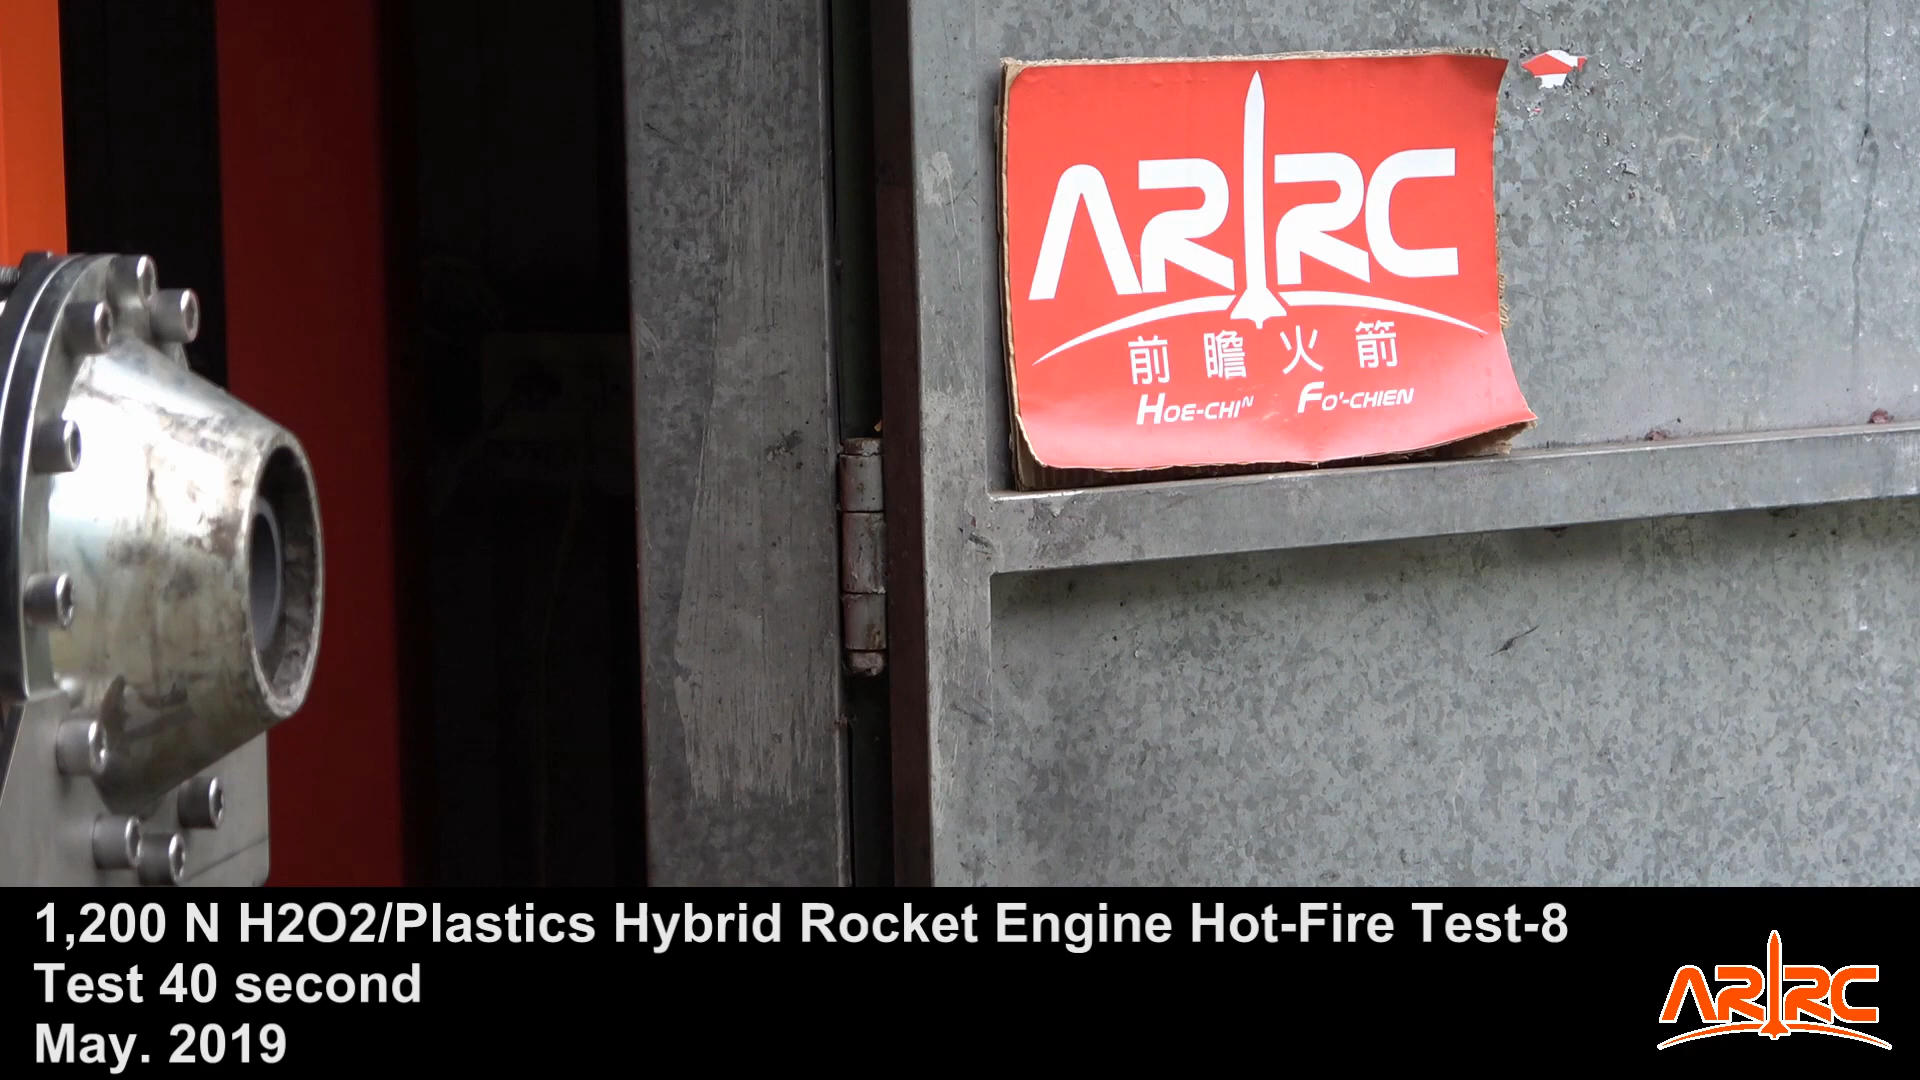 ARRC
前瞻火箭
HOE-CHIN FO'-CHIEN
1,200 N H2O2/Plastics Hybrid Rocket Engine Hot-Fire Test-8
Test 40 second
May. 2019
ARRC